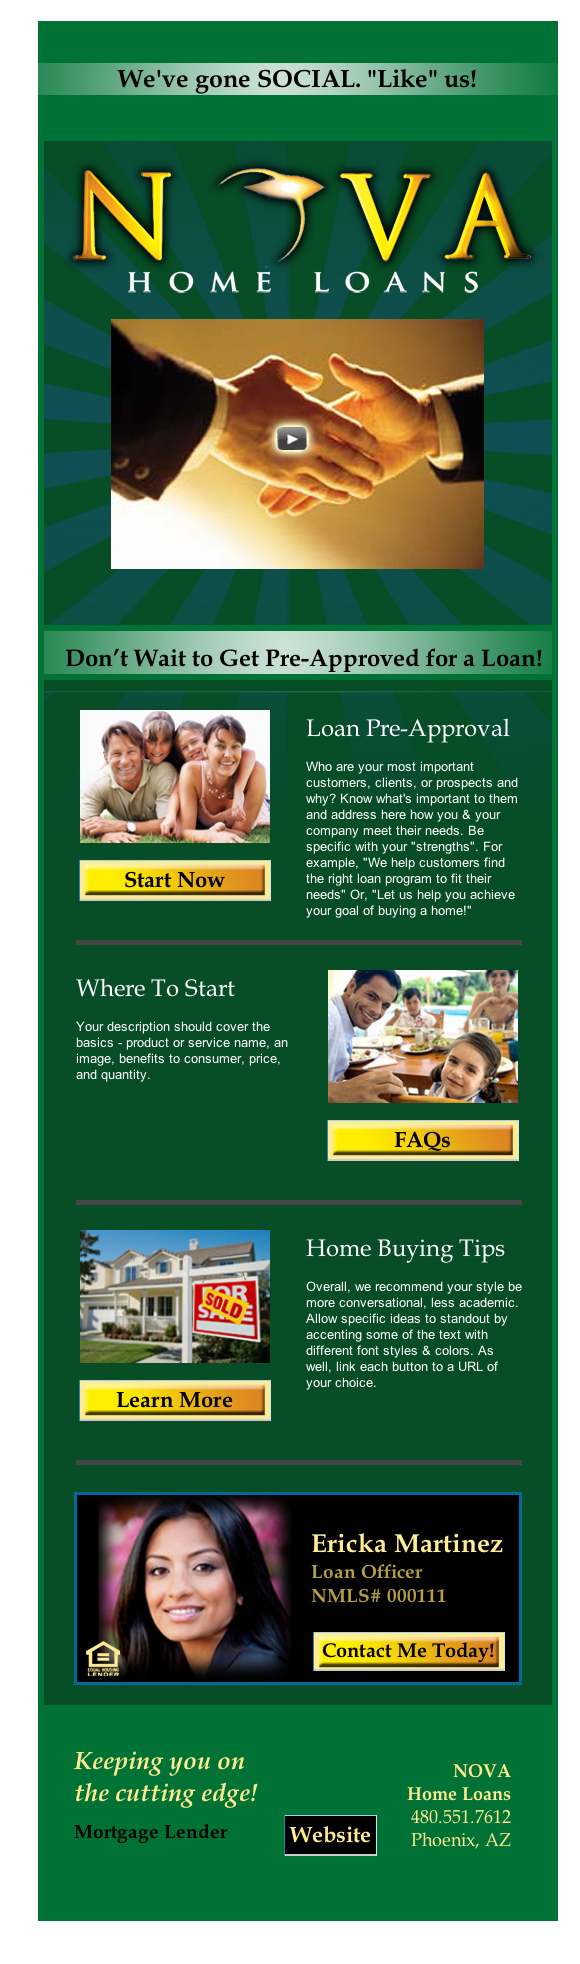 We've gone SOCIAL. "Like" us!
NOVA
HOME LOANS
Don't Wait to Get Pre-Approved for a Loan!
Loan Pre-Approval
Who are your most important
customers, clients, or prospects and
why? Know what's important to them
and address here how you & your
company meet their needs. Be
specific with your "strengths". For
example, "We help customers find
the right loan program to fit their
needs" Or, "Let us help you achieve
your goal of buying a home!"
Start Now
Where To Start
Your description should cover the
basics - product or service name, an
image, benefits to consumer, price,
and quantity.
FAQs
FOR
SALE
SOLD
Learn More
Home Buying Tips
Overall, we recommend your style be
more conversational, less academic.
Allow specific ideas to standout by
accenting some of the text with
different font styles & colors. As
well, link each button to a URL of
your choice.
Ericka Martinez
Loan Officer
NMLS# 000111
Contact Me Today!
EQUAL HOUSING
LENDER
Keeping you on
the cutting edge!
Mortgage Lender
Website
NOVA
Home Loans
480.551.7612
Phoenix, AZ